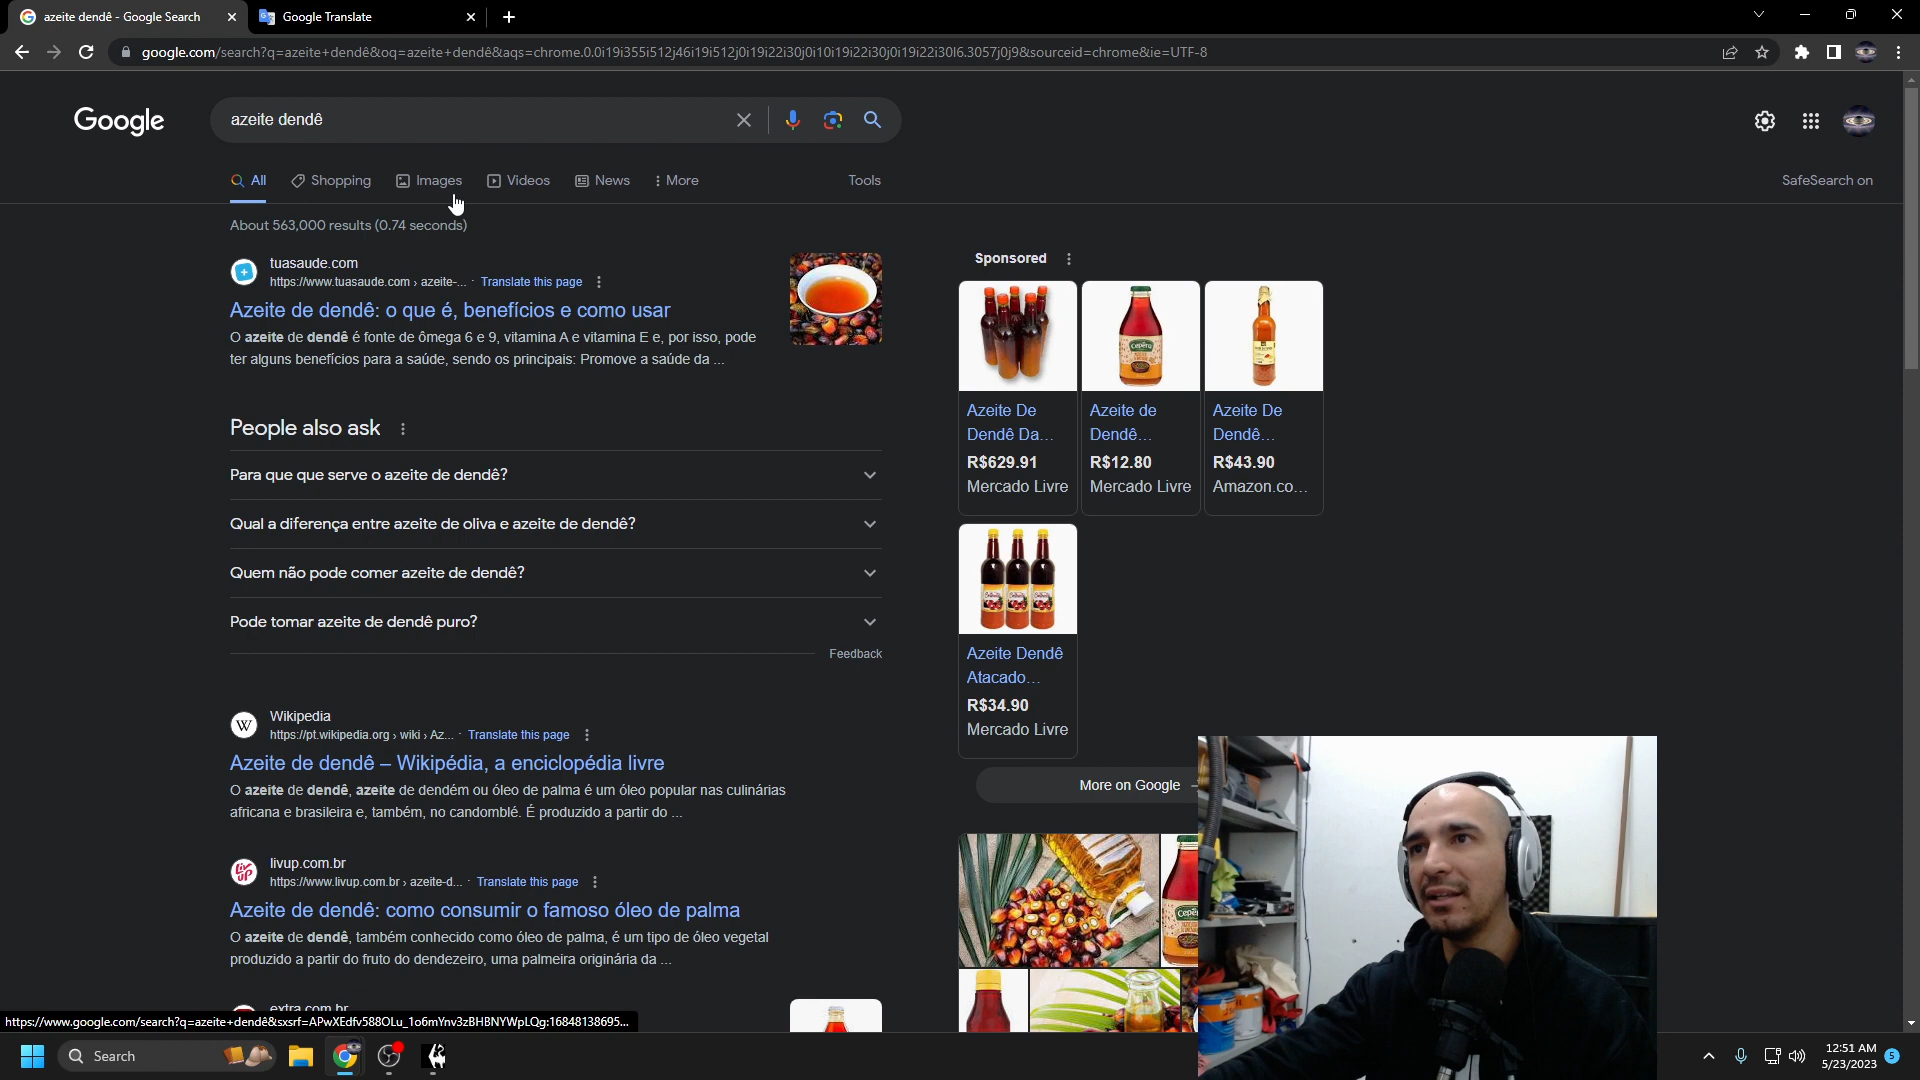 azeite dendê - Google Search
Google Translate
google.com/search?q=azeite+dendê&oq=azeite+dendê&aqs=chrome.0.0i19i355i512j46i19i512j0i19i22i30j0i10i19i22i30j0i19i22i30l6.3057j0j9&sourceid=chrome&ie=UTF-8
Google
azeite dendê
All
Shopping
Images
Videos
News
More
Tools
SafeSearch on
About 563,000 results (0.74 seconds)
tuasaude.com
https://www.tuasaude.com › azeite-... · Translate this page
Azeite de dendê: o que é, benefícios e como usar
O azeite de dendê é fonte de ômega 6 e 9, vitamina A e vitamina E e, por isso, pode
ter alguns benefícios para a saúde, sendo os principais: Promove a saúde da ...
People also ask
Para que que serve o azeite de dendê?
Qual a diferença entre azeite de oliva e azeite de dendê?
Quem não pode comer azeite de dendê?
Pode tomar azeite de dendê puro?
Feedback
Wikipedia
https://pt.wikipedia.org › wiki › Az... · Translate this page
Azeite de dendê – Wikipédia, a enciclopédia livre
O azeite de dendê, azeite de dendém ou óleo de palma é um óleo popular nas culinárias
africana e brasileira e, também, no candomblé. É produzido a partir do ...
livup.com.br
https://www.livup.com.br › azeite-d... · Translate this page
Azeite de dendê: como consumir o famoso óleo de palma
O azeite de dendê, também conhecido como óleo de palma, é um tipo de óleo vegetal
produzido a partir do fruto do dendezeiro, uma palmeira originária da ...
extra.com.br
Sponsored
Azeite De
Dendê Da...
R$629.91
Mercado Livre
Cepêra
Azeite de
Dendê...
R$12.80
Mercado Livre
Azeite De
Dendê...
R$43.90
Amazon.co...
Azeite Dendê
Atacado...
R$34.90
Mercado Livre
More on Google
https://www.google.com/search?q=azeite+dendê&sxsrf=APwXEdfv588OLu_1o6mYnv3zBHBNYWpLQg:16848138695...
Search
12:51 AM
5/23/2023
5